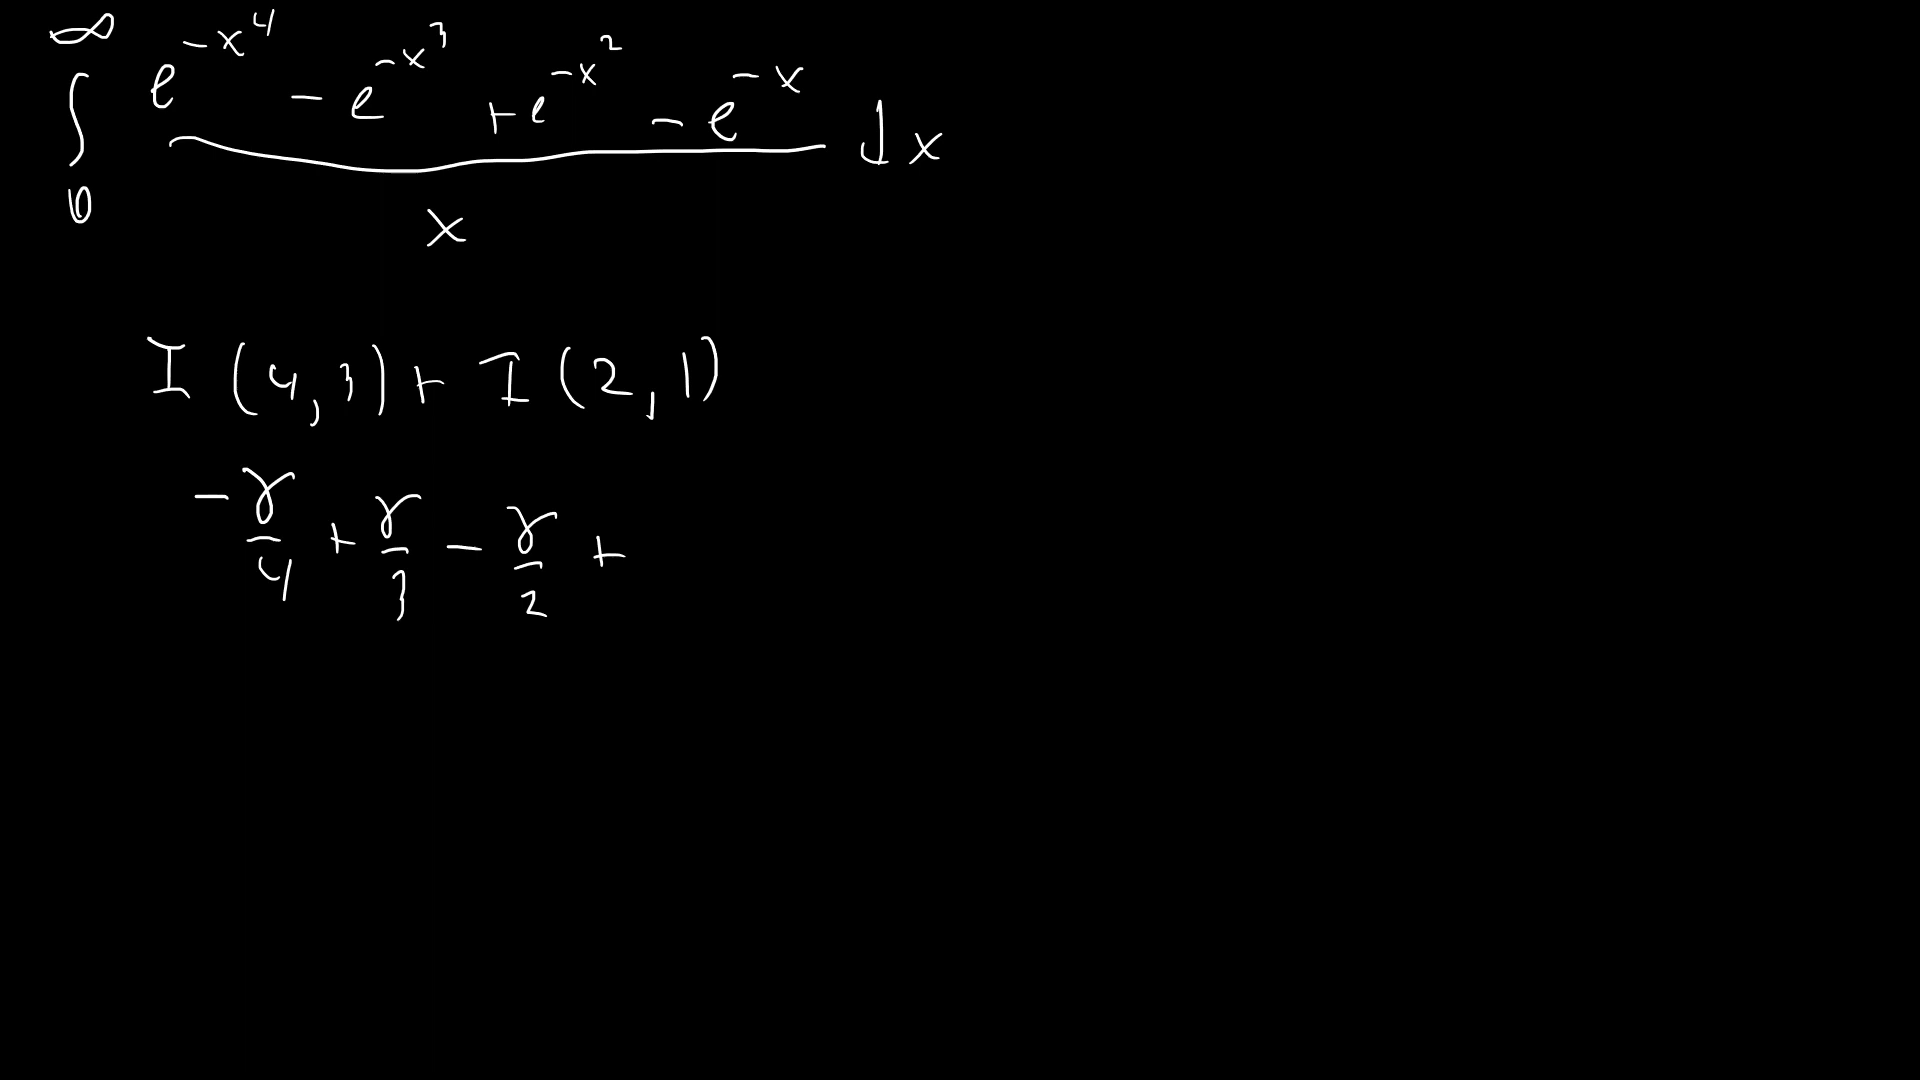 ∫₀^∞ (e^{-x^4} - e^{-x^3} + e^{-x^2} - e^{-x}) / x dx
I (4,3) + I (2,1)
-γ/4 + γ/3 - γ/2 +